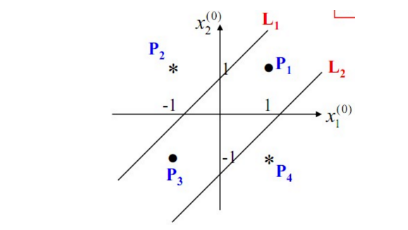 L₁
x₂⁽⁰⁾
P₂
*
1
P₁
L₂
-1
1
x₁⁽⁰⁾
-1
*
P₃
P₄